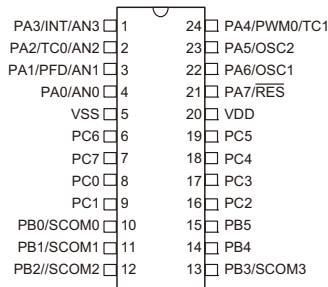 PA3/INT/AN3 1 24 PA4/PWM0/TC1
PA2/TC0/AN2 2 23 PA5/OSC2
PA1/PFD/AN1 3 22 PA6/OSC1
PA0/AN0 4 21 PA7/RES
VSS 5 20 VDD
PC6 6 19 PC5
PC7 7 18 PC4
PC0 8 17 PC3
PC1 9 16 PC2
PB0/SCOM0 10 15 PB5
PB1/SCOM1 11 14 PB4
PB2//SCOM2 12 13 PB3/SCOM3